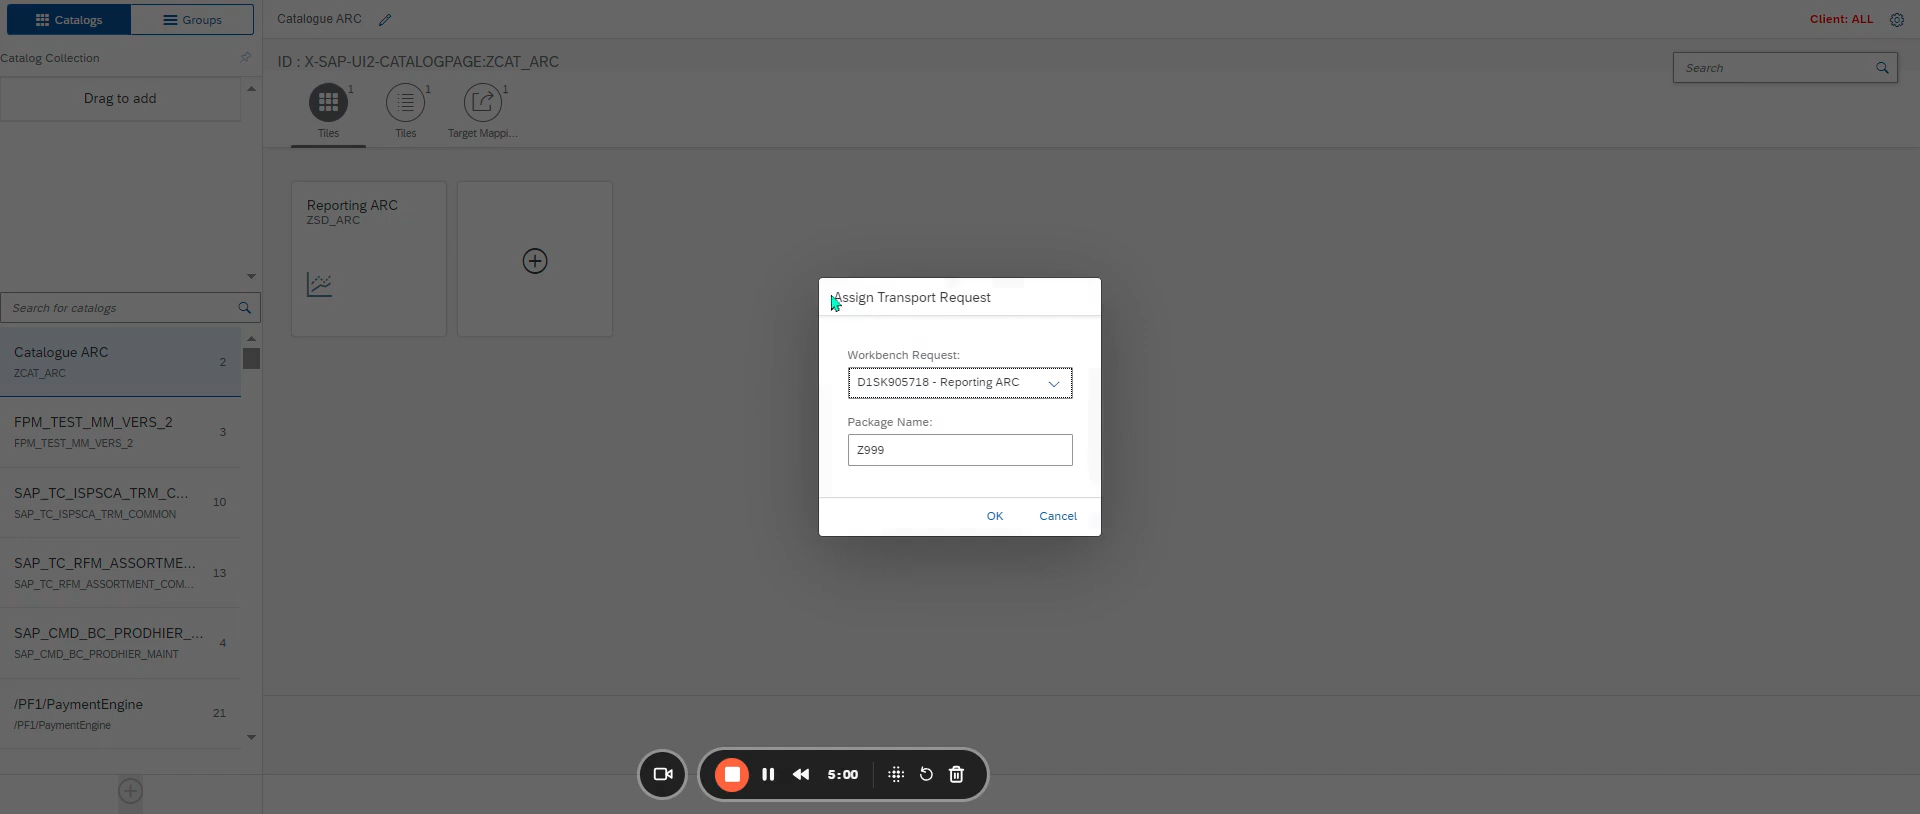 Catalogs
Groups
Catalogue ARC
Client: ALL
Catalog Collection
ID : X-SAP-UI2-CATALOGPAGE:ZCAT_ARC
Search
Drag to add
1
1
1
Tiles
Tiles
Target Mappi...
Reporting ARC
ZSD_ARC
Search for catalogs
Catalogue ARC
2
ZCAT_ARC
FPM_TEST_MM_VERS_2
3
FPM_TEST_MM_VERS_2
SAP_TC_ISPSCA_TRM_C...
10
SAP_TC_ISPSCA_TRM_COMMON
SAP_TC_RFM_ASSORTME...
13
SAP_TC_RFM_ASSORTMENT_COM...
SAP_CMD_BC_PRODHIER_...
4
SAP_CMD_BC_PRODHIER_MAINT
/PF1/PaymentEngine
21
/PF1/PaymentEngine
Assign Transport Request
Workbench Request:
D1SK905718 - Reporting ARC
Package Name:
Z999
OK
Cancel
5:00